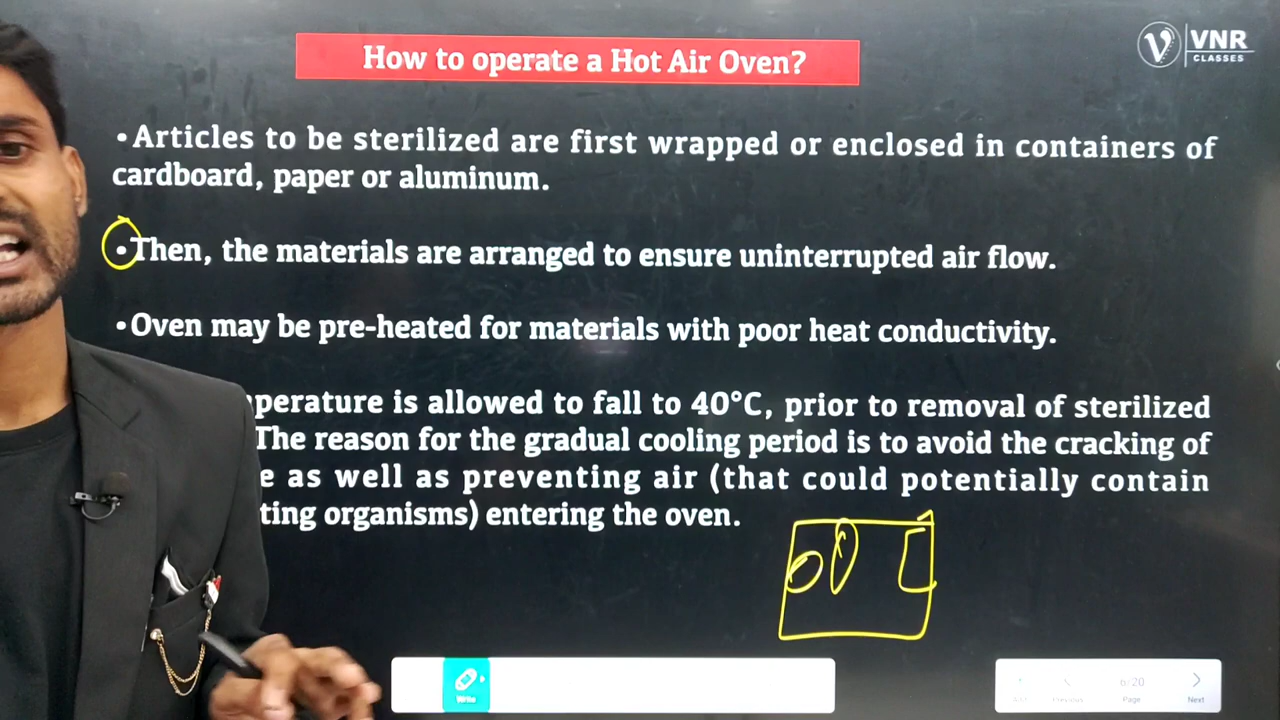 How to operate a Hot Air Oven?
VNR
CLASSES
•Articles to be sterilized are first wrapped or enclosed in containers of
cardboard, paper or aluminum.
•Then, the materials are arranged to ensure uninterrupted air flow.
•Oven may be pre-heated for materials with poor heat conductivity.
perature is allowed to fall to 40°C, prior to removal of sterilized
The reason for the gradual cooling period is to avoid the cracking of
e as well as preventing air (that could potentially contain
ting organisms) entering the oven.
Write
6/20
Previous Page Next